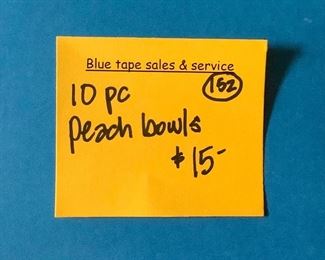 Blue tape sales & service
152
10 pc
peach bowls
$15-